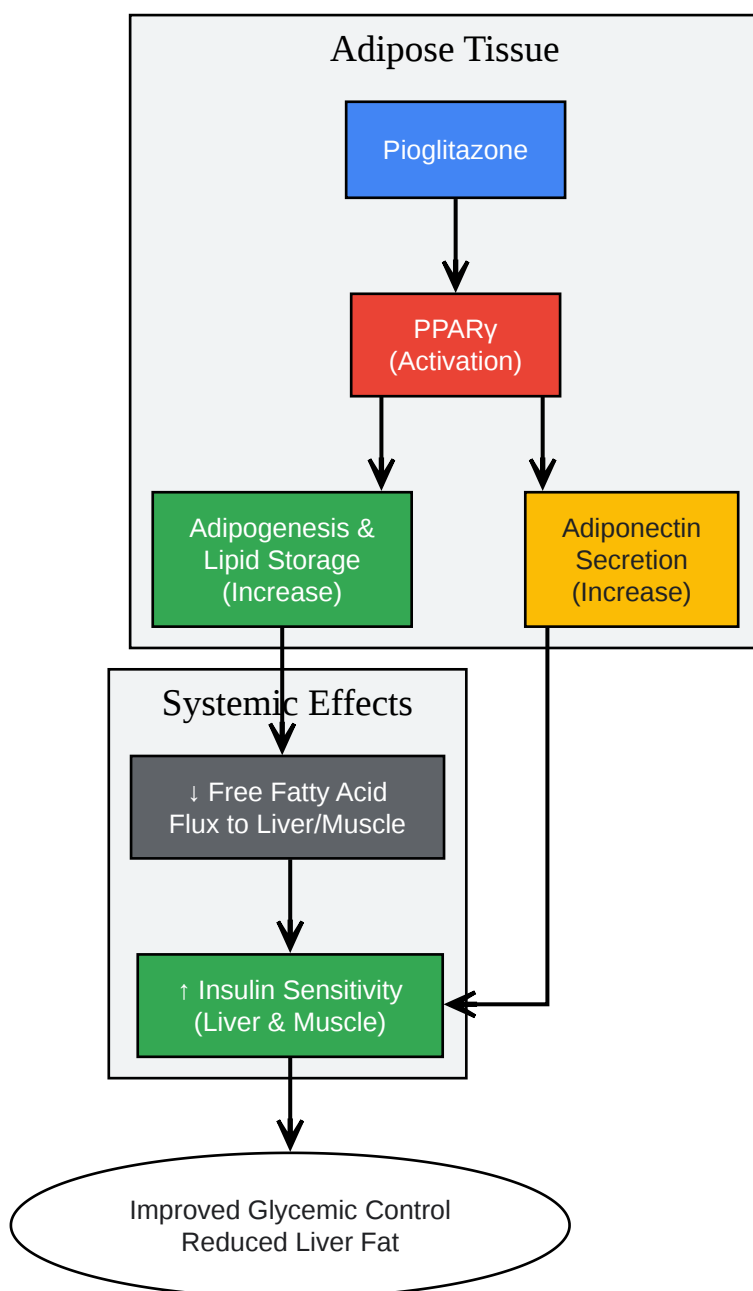 Adipose Tissue
Pioglitazone
PPARγ
(Activation)
Adipogenesis &
Lipid Storage
(Increase)
Adiponectin
Secretion
(Increase)
Systemic Effects
↓ Free Fatty Acid
Flux to Liver/Muscle
↑ Insulin Sensitivity
(Liver & Muscle)
Improved Glycemic Control
Reduced Liver Fat